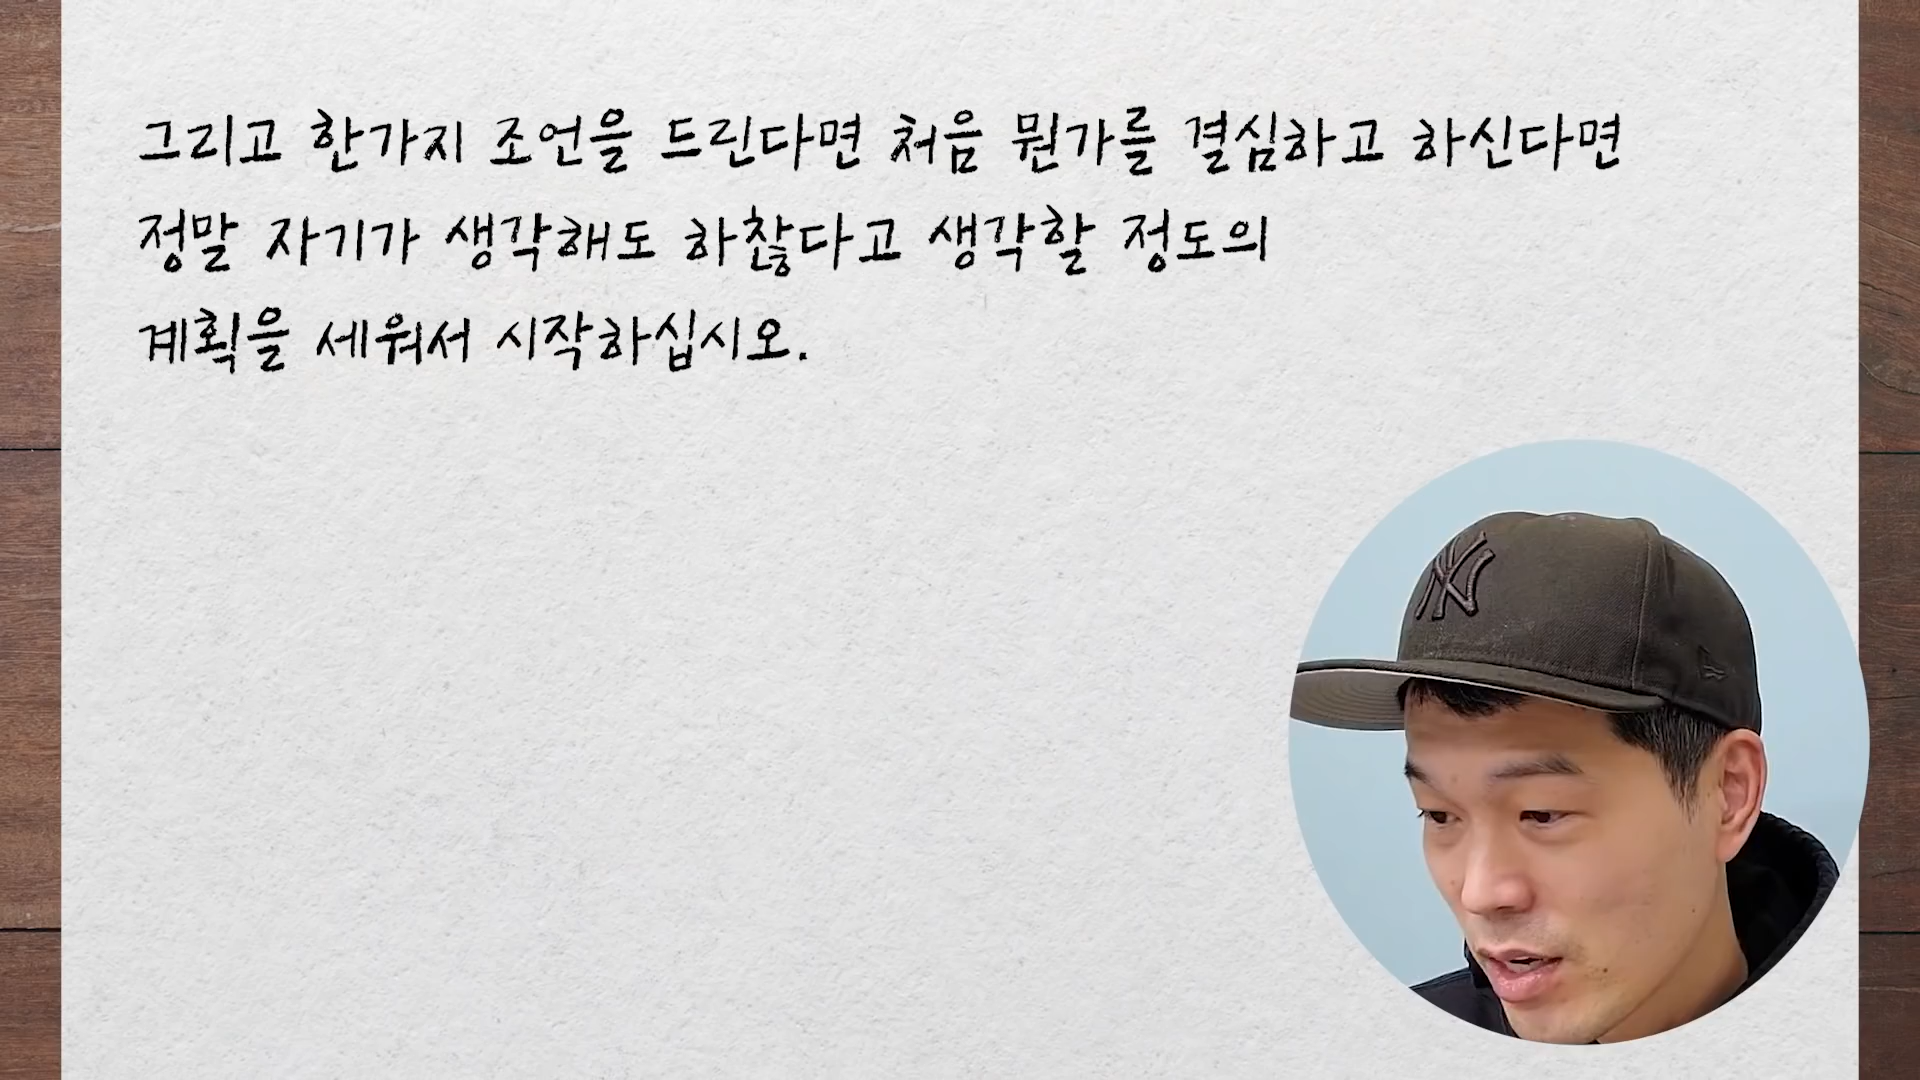 그리고 한가지 조언을 드린다면 처음 뭔가를 결심하고 하신다면
정말 자기가 생각해도 하찮다고 생각할 정도의
계획을 세워서 시작하십시오.
NY